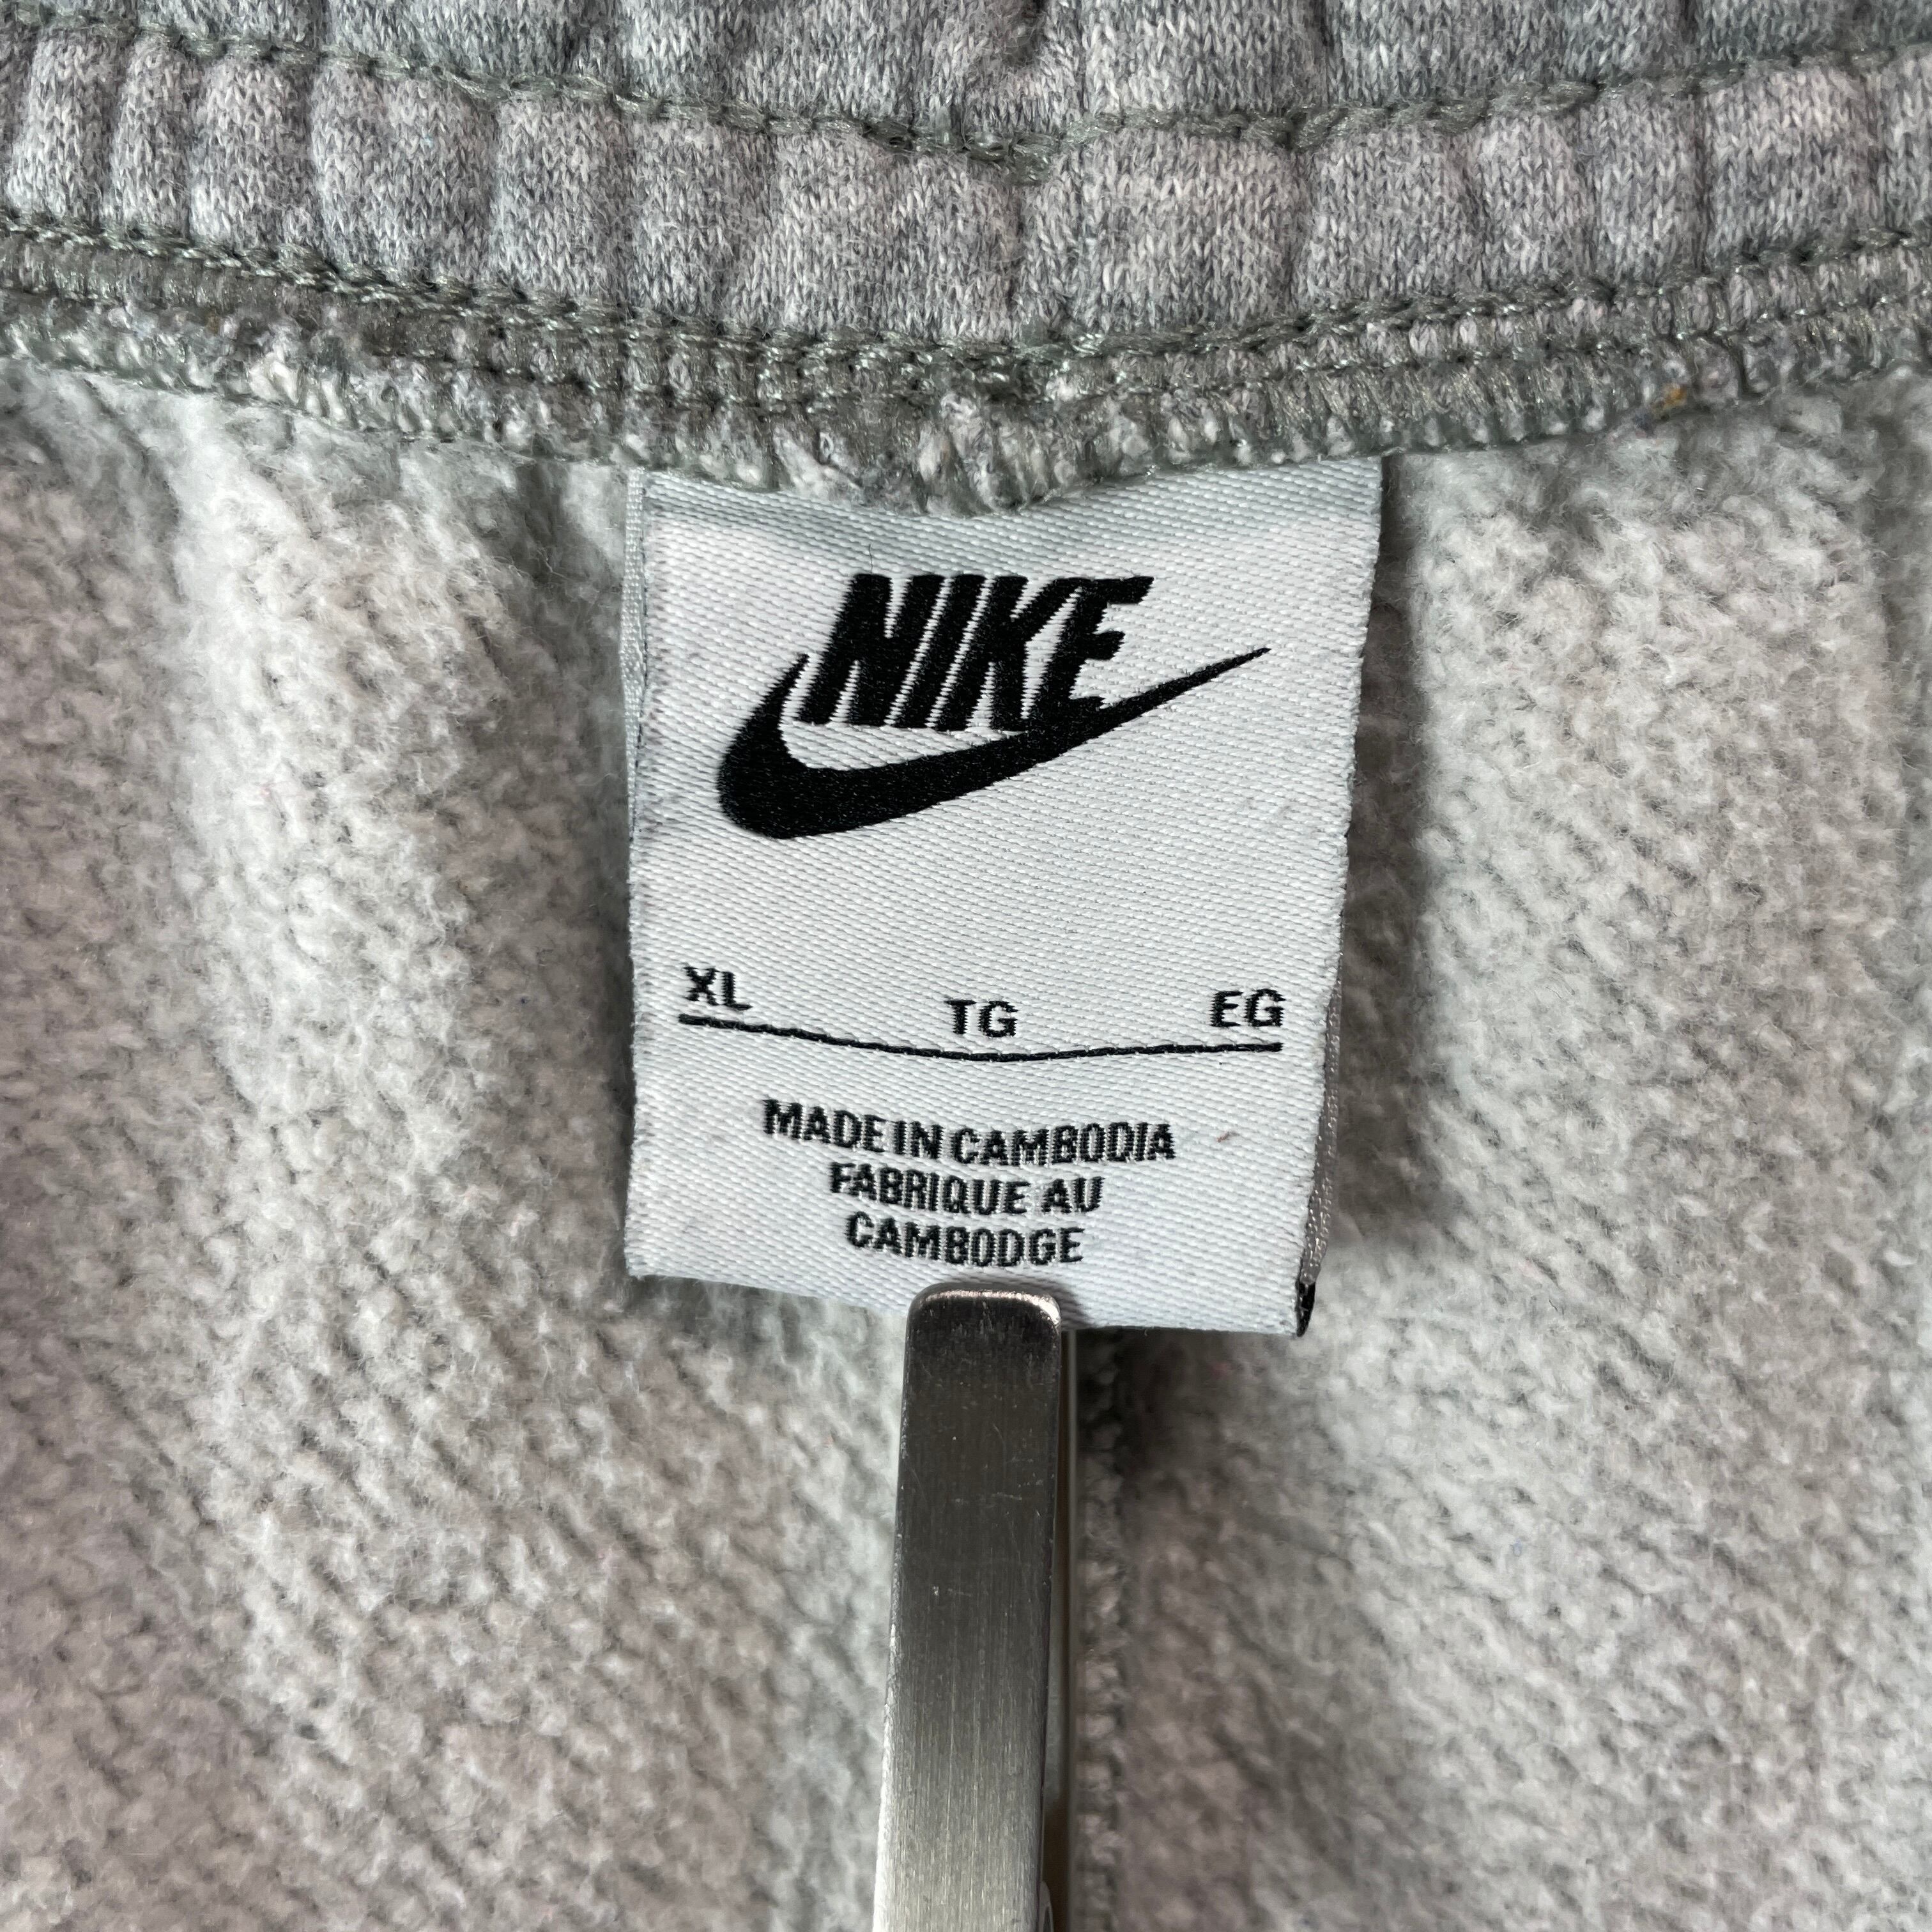 NIKE
XL TG EG
MADE IN CAMBODIA
FABRIQUE AU
CAMBODGE